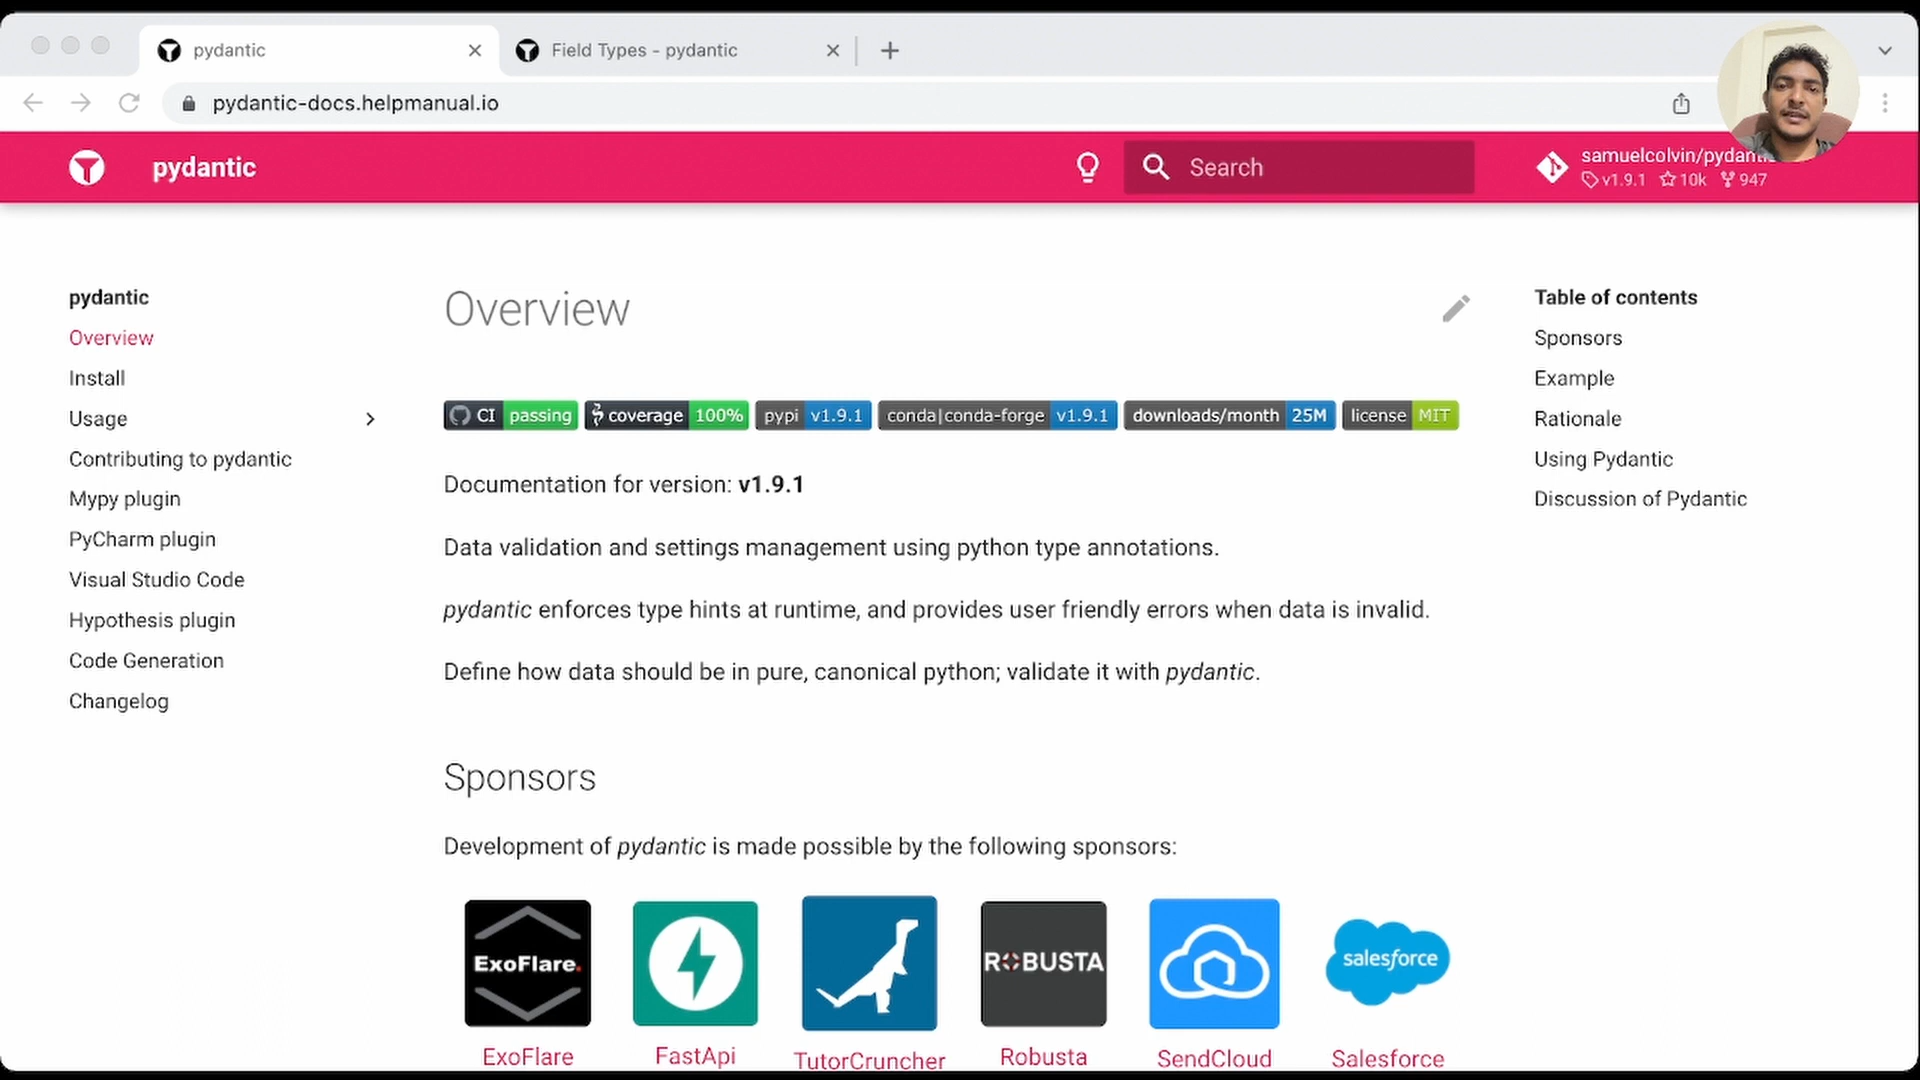 pydantic
Field Types - pydantic
pydantic-docs.helpmanual.io
pydantic
Search
v1.9.1 10k 947
pydantic
Overview
Install
Usage
Contributing to pydantic
Mypy plugin
PyCharm plugin
Visual Studio Code
Hypothesis plugin
Code Generation
Changelog
Overview
CI passing coverage 100% pypi v1.9.1 conda|conda-forge v1.9.1 downloads/month 25M license MIT
Documentation for version: v1.9.1
Data validation and settings management using python type annotations.
pydantic enforces type hints at runtime, and provides user friendly errors when data is invalid.
Define how data should be in pure, canonical python; validate it with pydantic.
Sponsors
Development of pydantic is made possible by the following sponsors:
ExoFlare.
ROBUSTA
salesforce
ExoFlare
FastApi
TutorCruncher
Robusta
SendCloud
Salesforce
Table of contents
Sponsors
Example
Rationale
Using Pydantic
Discussion of Pydantic